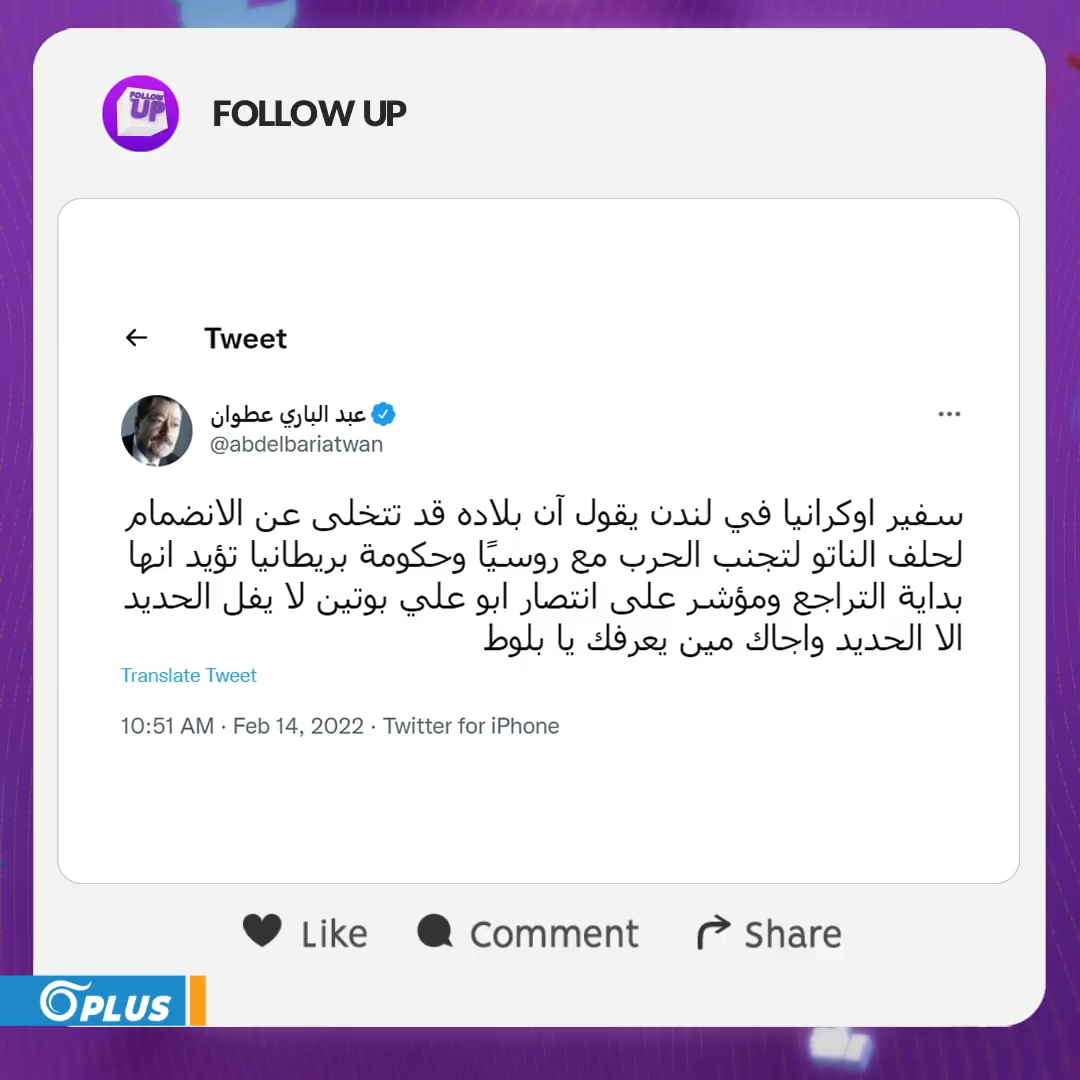 FOLLOW UP
FOLLOW UP
Tweet
عبد الباري عطوان
@abdelbariatwan
سفير اوكرانيا في لندن يقول آن بلاده قد تتخلى عن الانضمام
لحلف الناتو لتجنب الحرب مع روسيًا وحكومة بريطانيا تؤيد انها
بداية التراجع ومؤشر على انتصار ابو علي بوتين لا يفل الحديد
الا الحديد واجاك مين يعرفك يا بلوط
Translate Tweet
10:51 AM · Feb 14, 2022 · Twitter for iPhone
Like Comment Share
PLUS